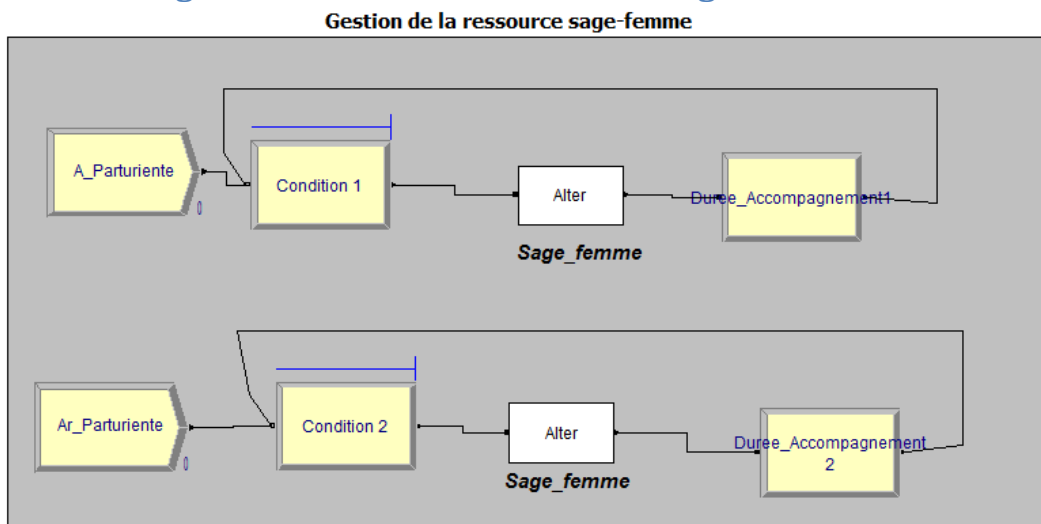 Gestion de la ressource sage-femme
A_Parturiente
0
Condition 1
Alter
Sage_femme
Duree_Accompagnement1
Ar_Parturiente
0
Condition 2
Alter
Sage_femme
Duree_Accompagnement
2